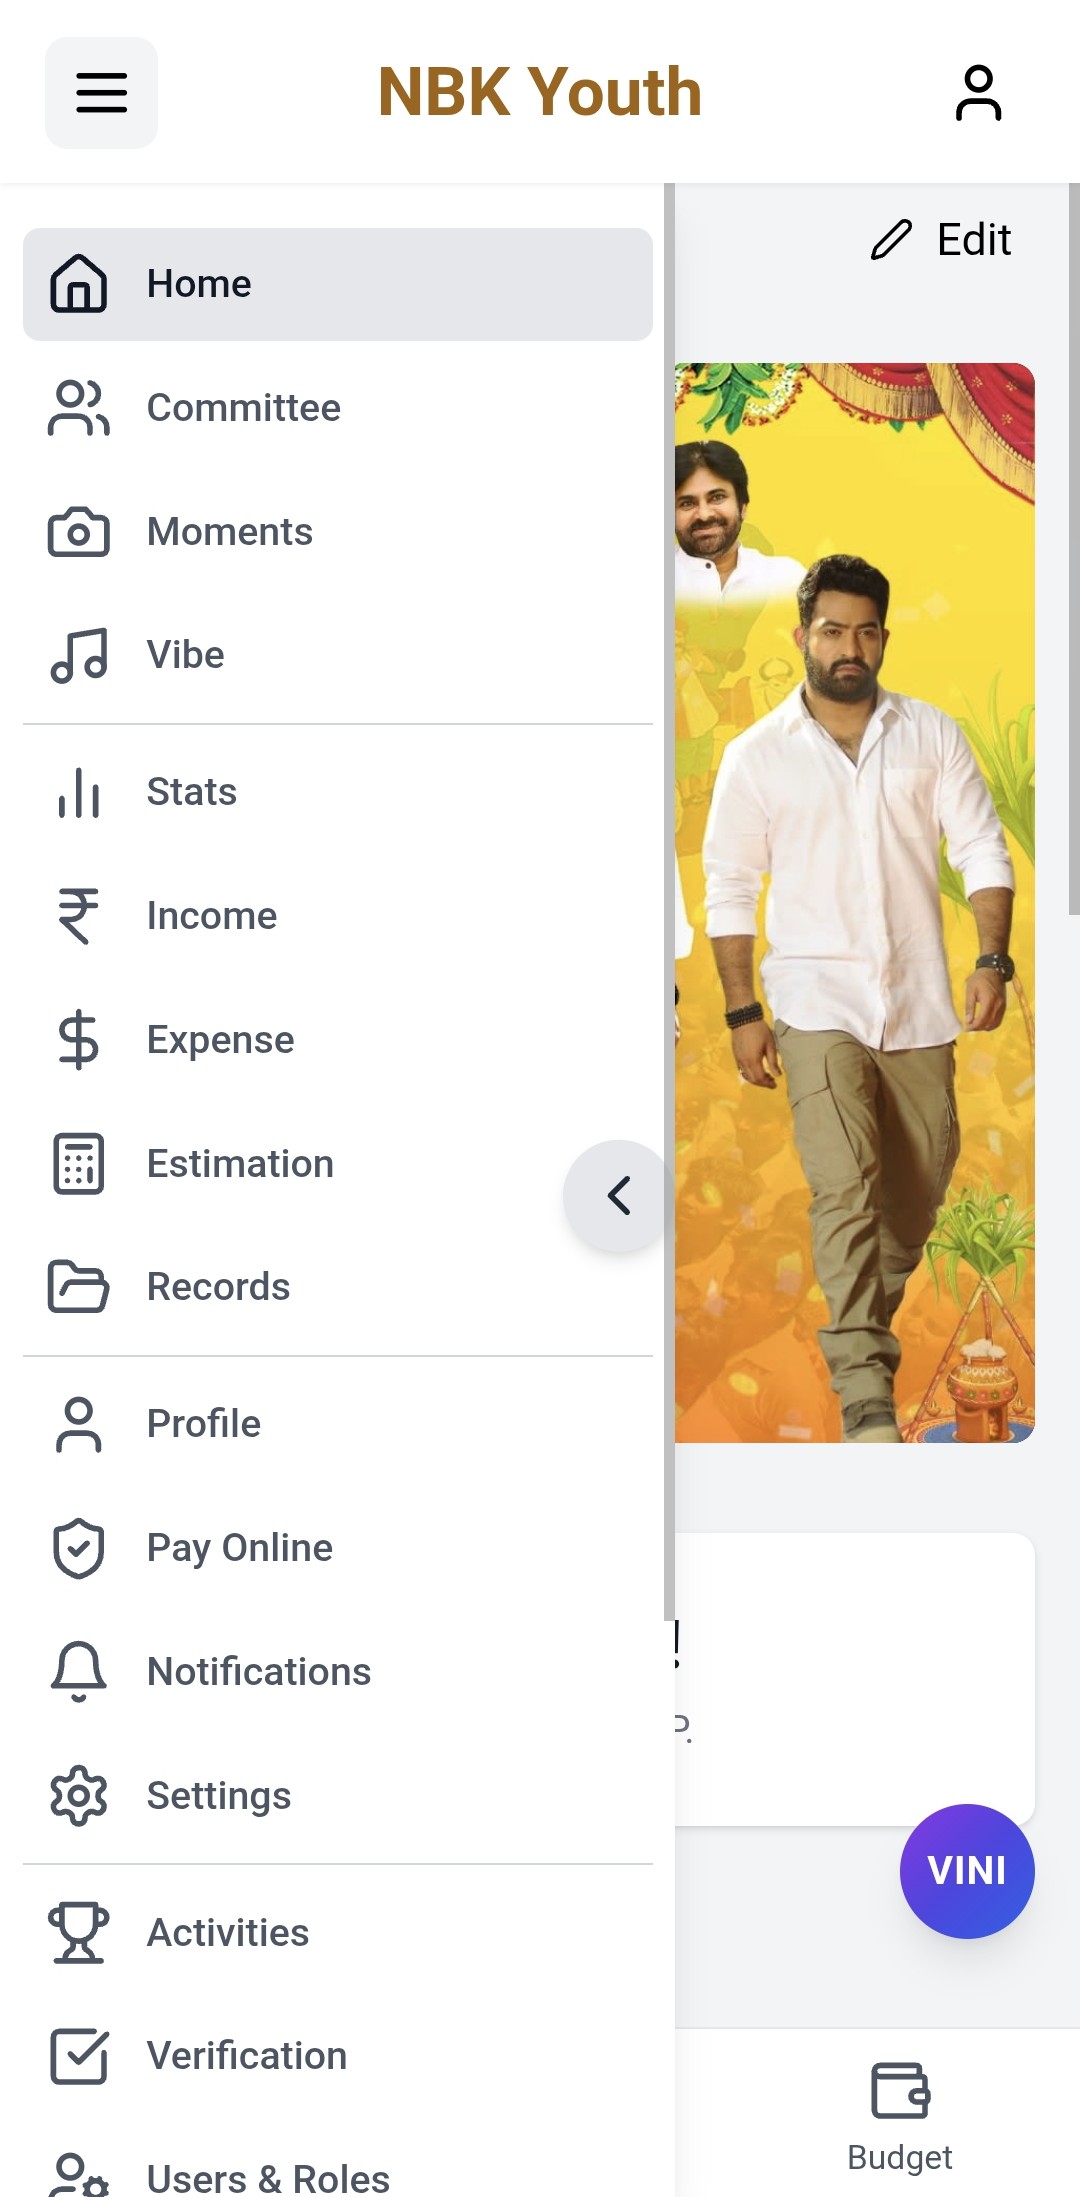 NBK Youth
Edit
Home
Committee
Moments
Vibe
Stats
Income
Expense
Estimation
Records
Profile
Pay Online
Notifications
!
P.
Settings
VINI
Activities
Verification
Users & Roles
Budget